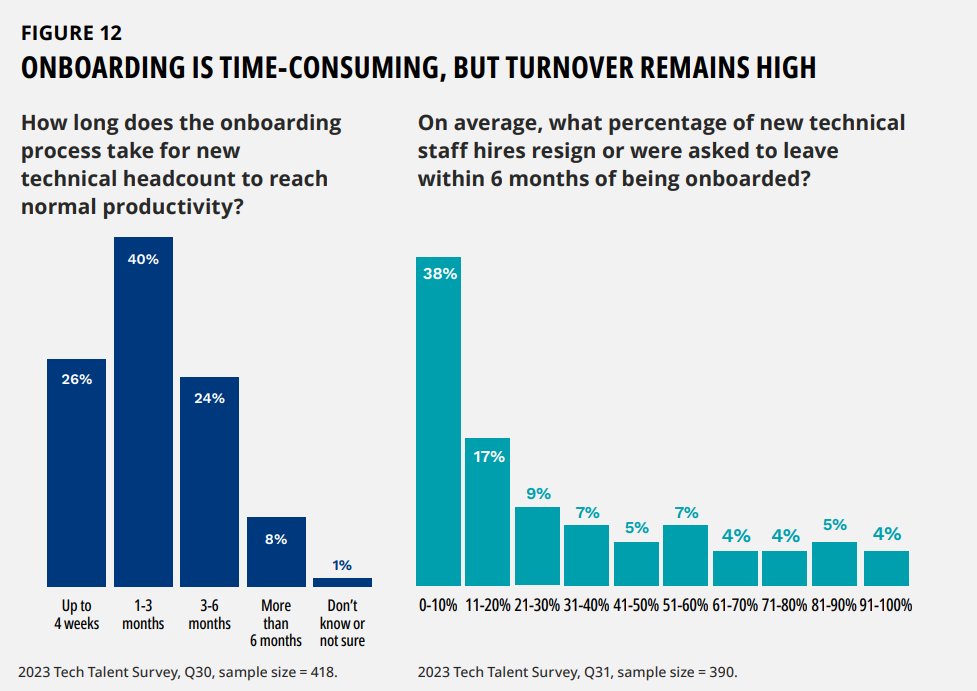 FIGURE 12
ONBOARDING IS TIME-CONSUMING, BUT TURNOVER REMAINS HIGH
How long does the onboarding
process take for new
technical headcount to reach
normal productivity?
40%
26%
24%
8%
1%
Up to
4 weeks
1-3
months
3-6
months
More
than
6 months
Don’t
know or
not sure
2023 Tech Talent Survey, Q30, sample size = 418.
On average, what percentage of new technical
staff hires resign or were asked to leave
within 6 months of being onboarded?
38%
17%
9%
7%
5%
7%
4%
4%
5%
4%
0-10% 11-20% 21-30% 31-40% 41-50% 51-60% 61-70% 71-80% 81-90% 91-100%
2023 Tech Talent Survey, Q31, sample size = 390.